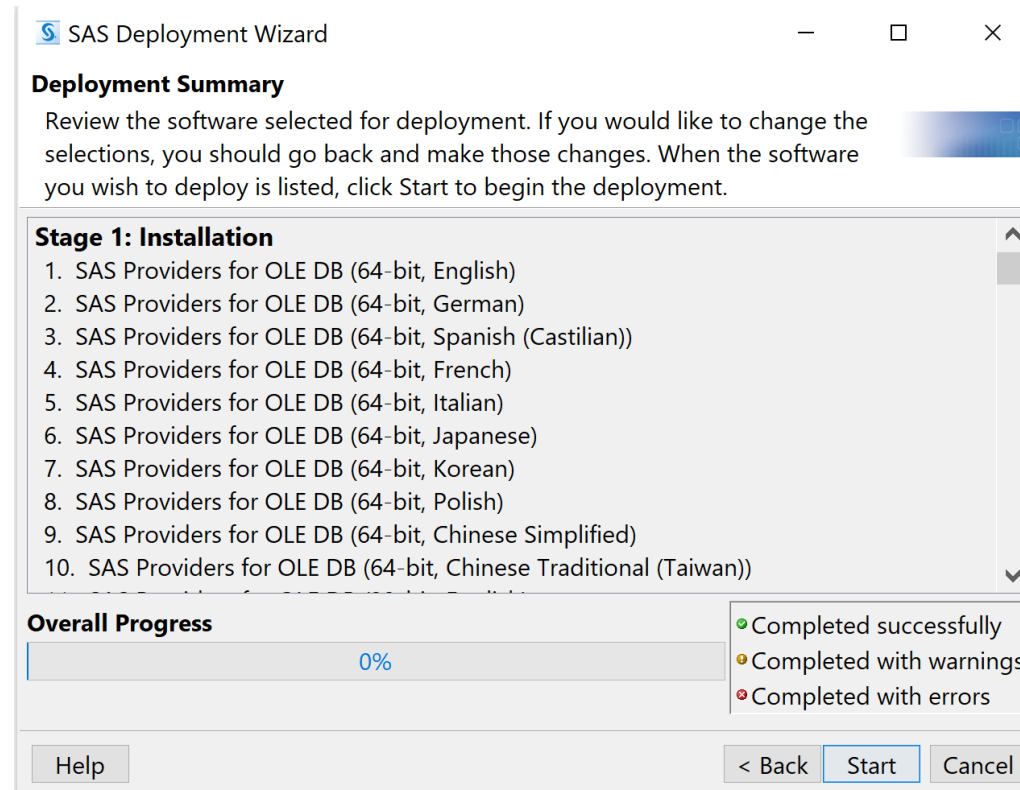 SAS Deployment Wizard
Deployment Summary
Review the software selected for deployment. If you would like to change the
selections, you should go back and make those changes. When the software
you wish to deploy is listed, click Start to begin the deployment.
Stage 1: Installation
1. SAS Providers for OLE DB (64-bit, English)
2. SAS Providers for OLE DB (64-bit, German)
3. SAS Providers for OLE DB (64-bit, Spanish (Castilian))
4. SAS Providers for OLE DB (64-bit, French)
5. SAS Providers for OLE DB (64-bit, Italian)
6. SAS Providers for OLE DB (64-bit, Japanese)
7. SAS Providers for OLE DB (64-bit, Korean)
8. SAS Providers for OLE DB (64-bit, Polish)
9. SAS Providers for OLE DB (64-bit, Chinese Simplified)
10. SAS Providers for OLE DB (64-bit, Chinese Traditional (Taiwan))
Overall Progress
0%
Completed successfully
Completed with warnings
Completed with errors
Help
< Back
Start
Cancel